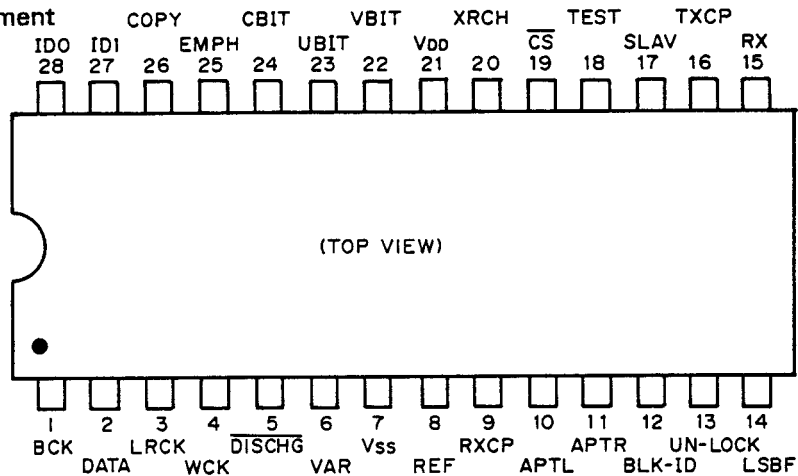 ment
COPY CBIT VBIT XRCH TEST TXCP
ID0 ID1 EMPH UBIT VDD CS SLAV RX
28 27 26 25 24 23 22 21 20 19 18 17 16 15
(TOP VIEW)
1 2 3 4 5 6 7 8 9 10 11 12 13 14
BCK LRCK DISCHG VSS RXCP APTR UN-LOCK
DATA WCK VAR REF APTL BLK-ID LSBF